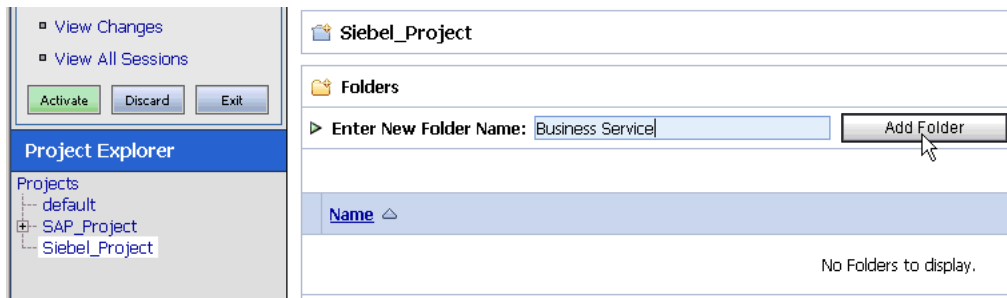 View Changes
View All Sessions
Activate Discard Exit
Project Explorer
Projects
default
SAP_Project
Siebel_Project
Siebel_Project
Folders
Enter New Folder Name: Business Service Add Folder
Name
No Folders to display.